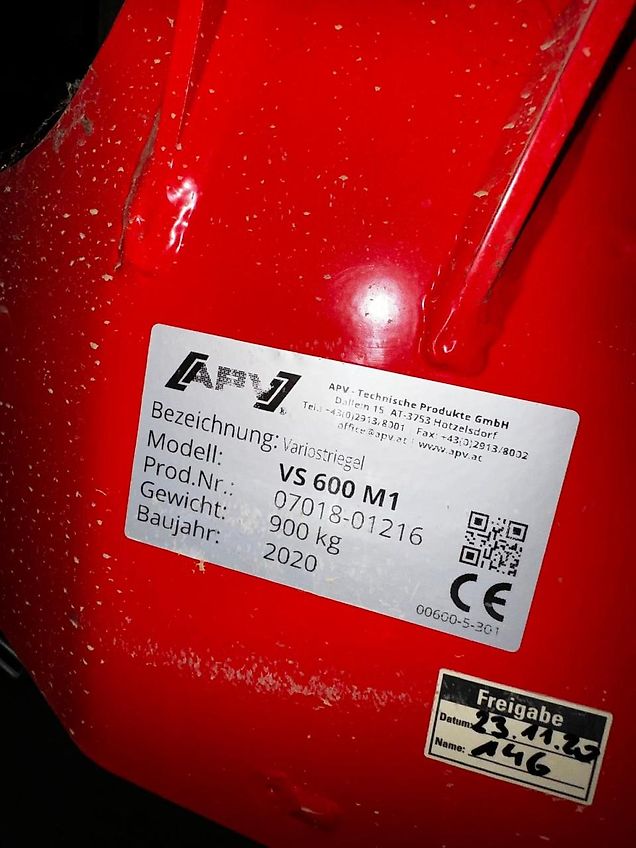 APV®
APV - Technische Produkte GmbH
Dallein 15, AT-3753 Hötzelsdorf
Tel.: +43(0)2913/8001 | Fax: +43(0)2913/8002
office@apv.at | www.apv.at
Bezeichnung: Variostriegel
Modell: VS 600 M1
Prod.Nr.: 07018-01216
Gewicht: 900 kg
Baujahr: 2020
CE
00600-5-301
Freigabe
Datum: 23.11.20
Name: 146